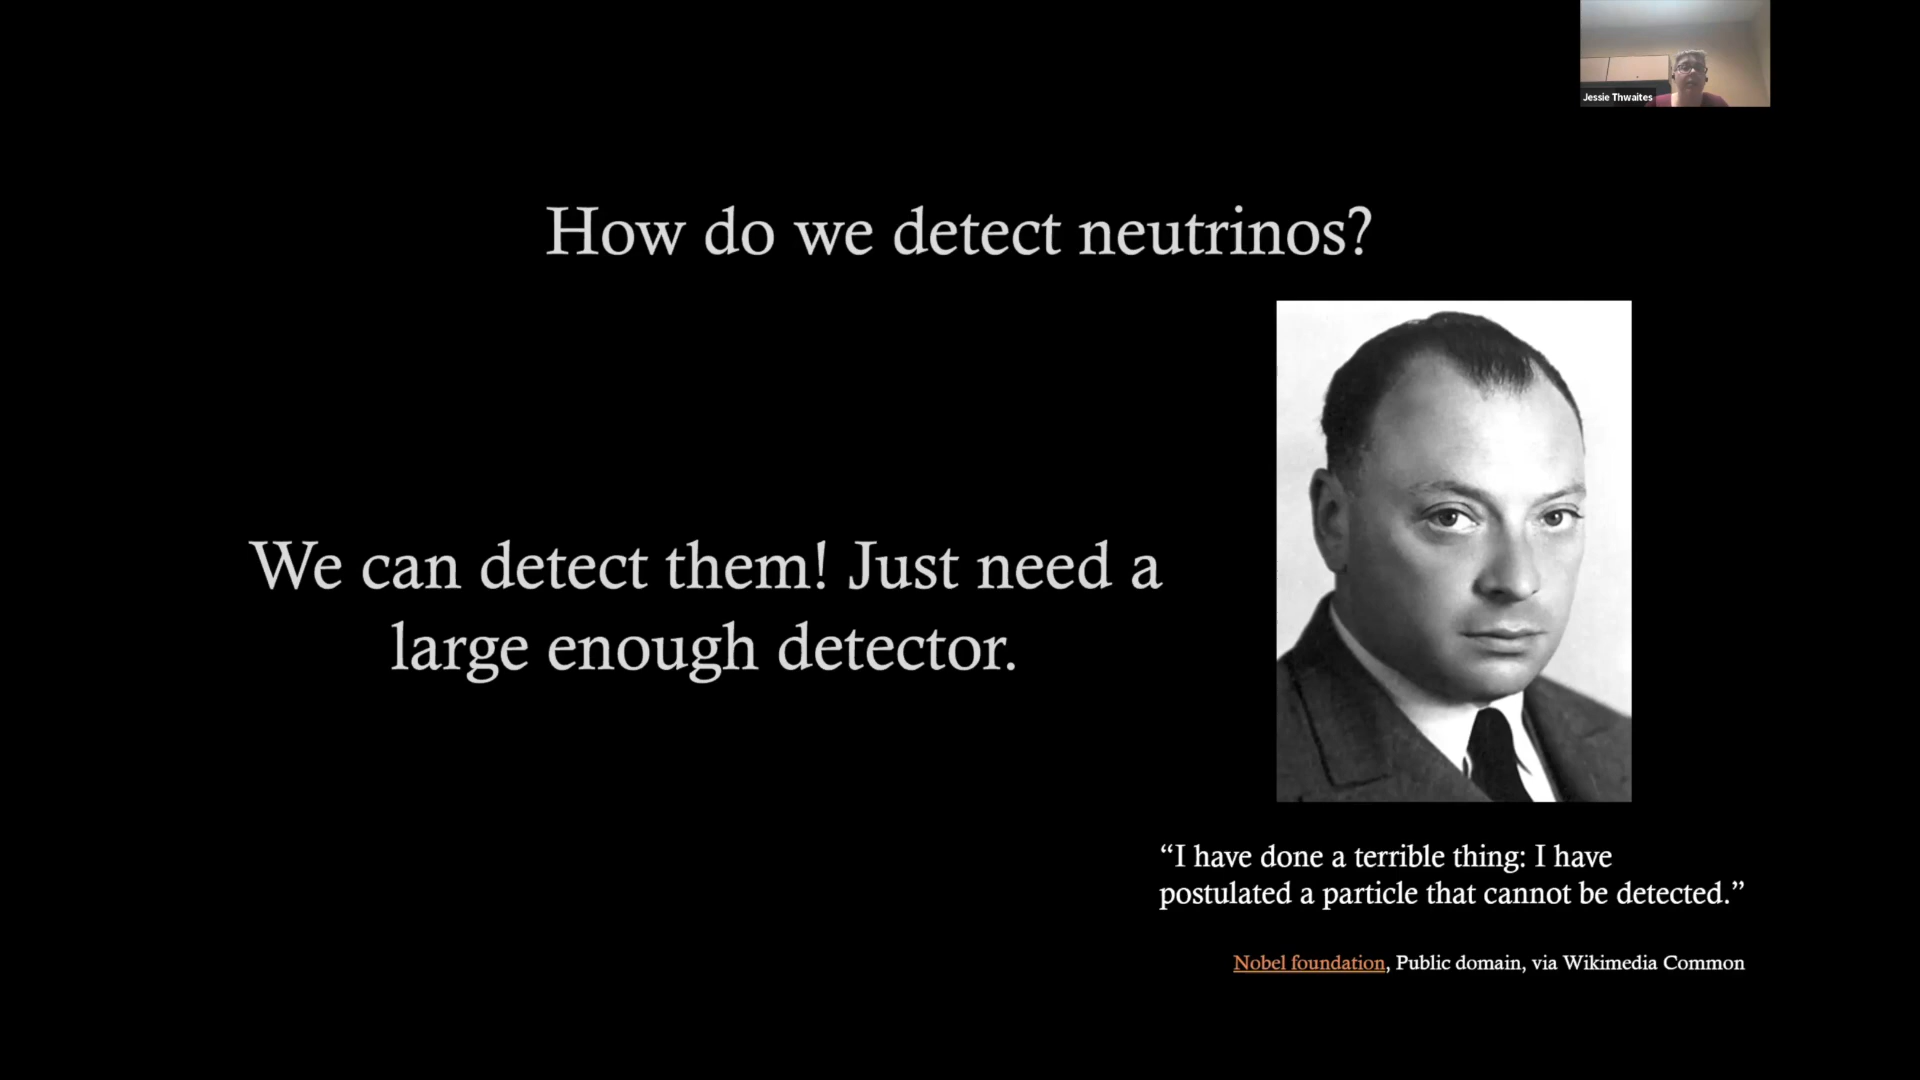 Jessie Thwaites
How do we detect neutrinos?
We can detect them! Just need a
large enough detector.
“I have done a terrible thing: I have
postulated a particle that cannot be detected.”
Nobel foundation, Public domain, via Wikimedia Common